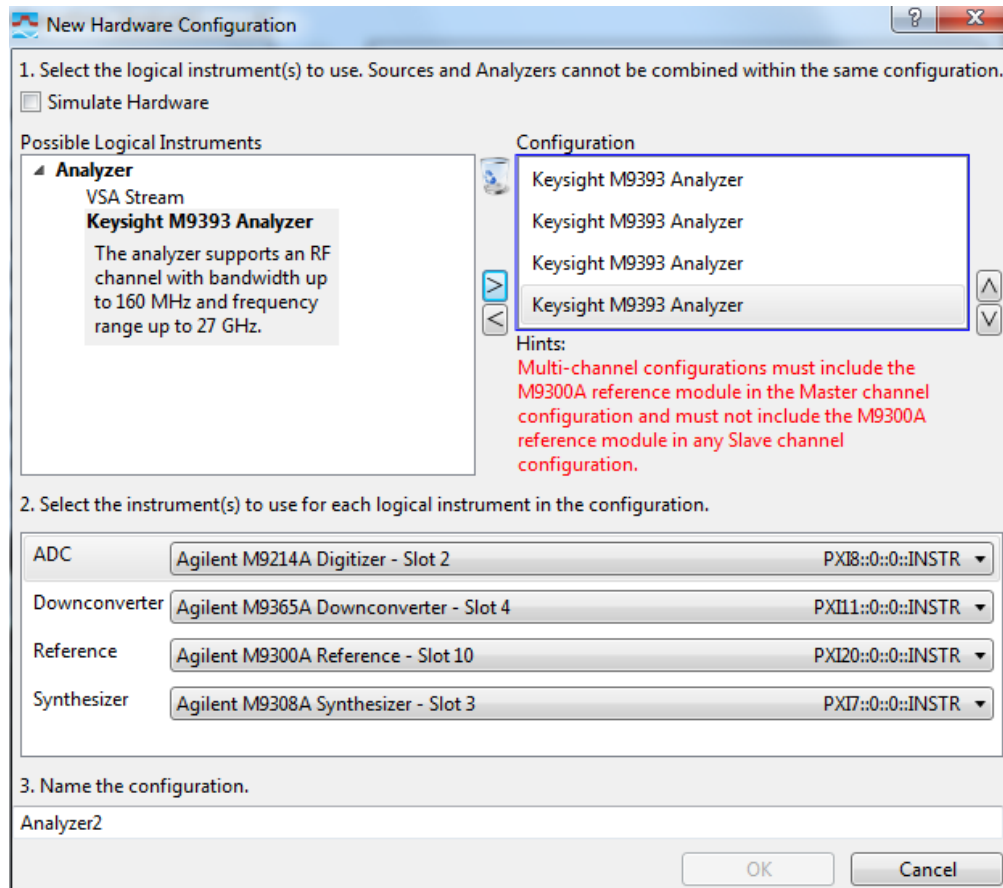 New Hardware Configuration
?
x
1. Select the logical instrument(s) to use. Sources and Analyzers cannot be combined within the same configuration.
Simulate Hardware
Possible Logical Instruments
Analyzer
VSA Stream
Keysight M9393 Analyzer
The analyzer supports an RF
channel with bandwidth up
to 160 MHz and frequency
range up to 27 GHz.
>
<
Configuration
Keysight M9393 Analyzer
Keysight M9393 Analyzer
Keysight M9393 Analyzer
Keysight M9393 Analyzer
Hints:
Multi-channel configurations must include the
M9300A reference module in the Master channel
configuration and must not include the M9300A
reference module in any Slave channel
configuration.
2. Select the instrument(s) to use for each logical instrument in the configuration.
ADC Agilent M9214A Digitizer - Slot 2 PXI8::0::0::INSTR
Downconverter Agilent M9365A Downconverter - Slot 4 PXI11::0::0::INSTR
Reference Agilent M9300A Reference - Slot 10 PXI20::0::0::INSTR
Synthesizer Agilent M9308A Synthesizer - Slot 3 PXI7::0::0::INSTR
3. Name the configuration.
Analyzer2
OK Cancel